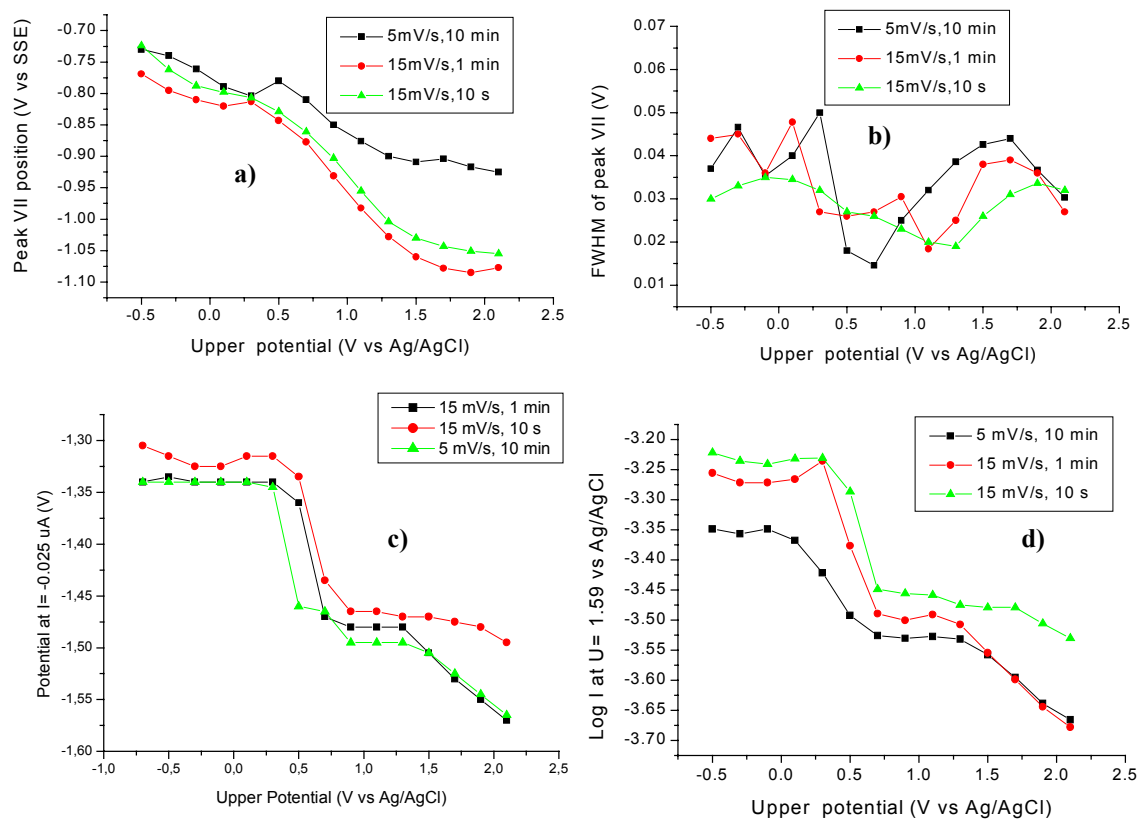 Peak VII position (V vs SSE)
-0.70
-0.75
-0.80
-0.85
-0.90
-0.95
-1.00
-1.05
-1.10
5mV/s,10 min
15mV/s,1 min
15mV/s,10 s
a)
-0.5 0.0 0.5 1.0 1.5 2.0 2.5
Upper potential (V vs Ag/AgCl)
FWHM of peak VII (V)
0.07
0.06
0.05
0.04
0.03
0.02
0.01
5mV/s,10 min
15mV/s,1 min
15mV/s,10 s
b)
-0.5 0.0 0.5 1.0 1.5 2.0 2.5
Upper potential (V vs Ag/AgCl)
Potential at I= -0.025 uA (V)
-1,30
-1,35
-1,40
-1,45
-1,50
-1,55
-1,60
15 mV/s, 1 min
15 mV/s, 10 s
5 mV/s, 10 min
c)
-1,0 -0,5 0,0 0,5 1,0 1,5 2,0 2,5
Upper Potential (V vs Ag/AgCl)
Log I at U= 1.59 vs Ag/AgCl
-3.20
-3.25
-3.30
-3.35
-3.40
-3.45
-3.50
-3.55
-3.60
-3.65
-3.70
5 mV/s, 10 min
15 mV/s, 1 min
15 mV/s, 10 s
d)
-0.5 0.0 0.5 1.0 1.5 2.0 2.5
Upper potential (V vs Ag/AgCl)